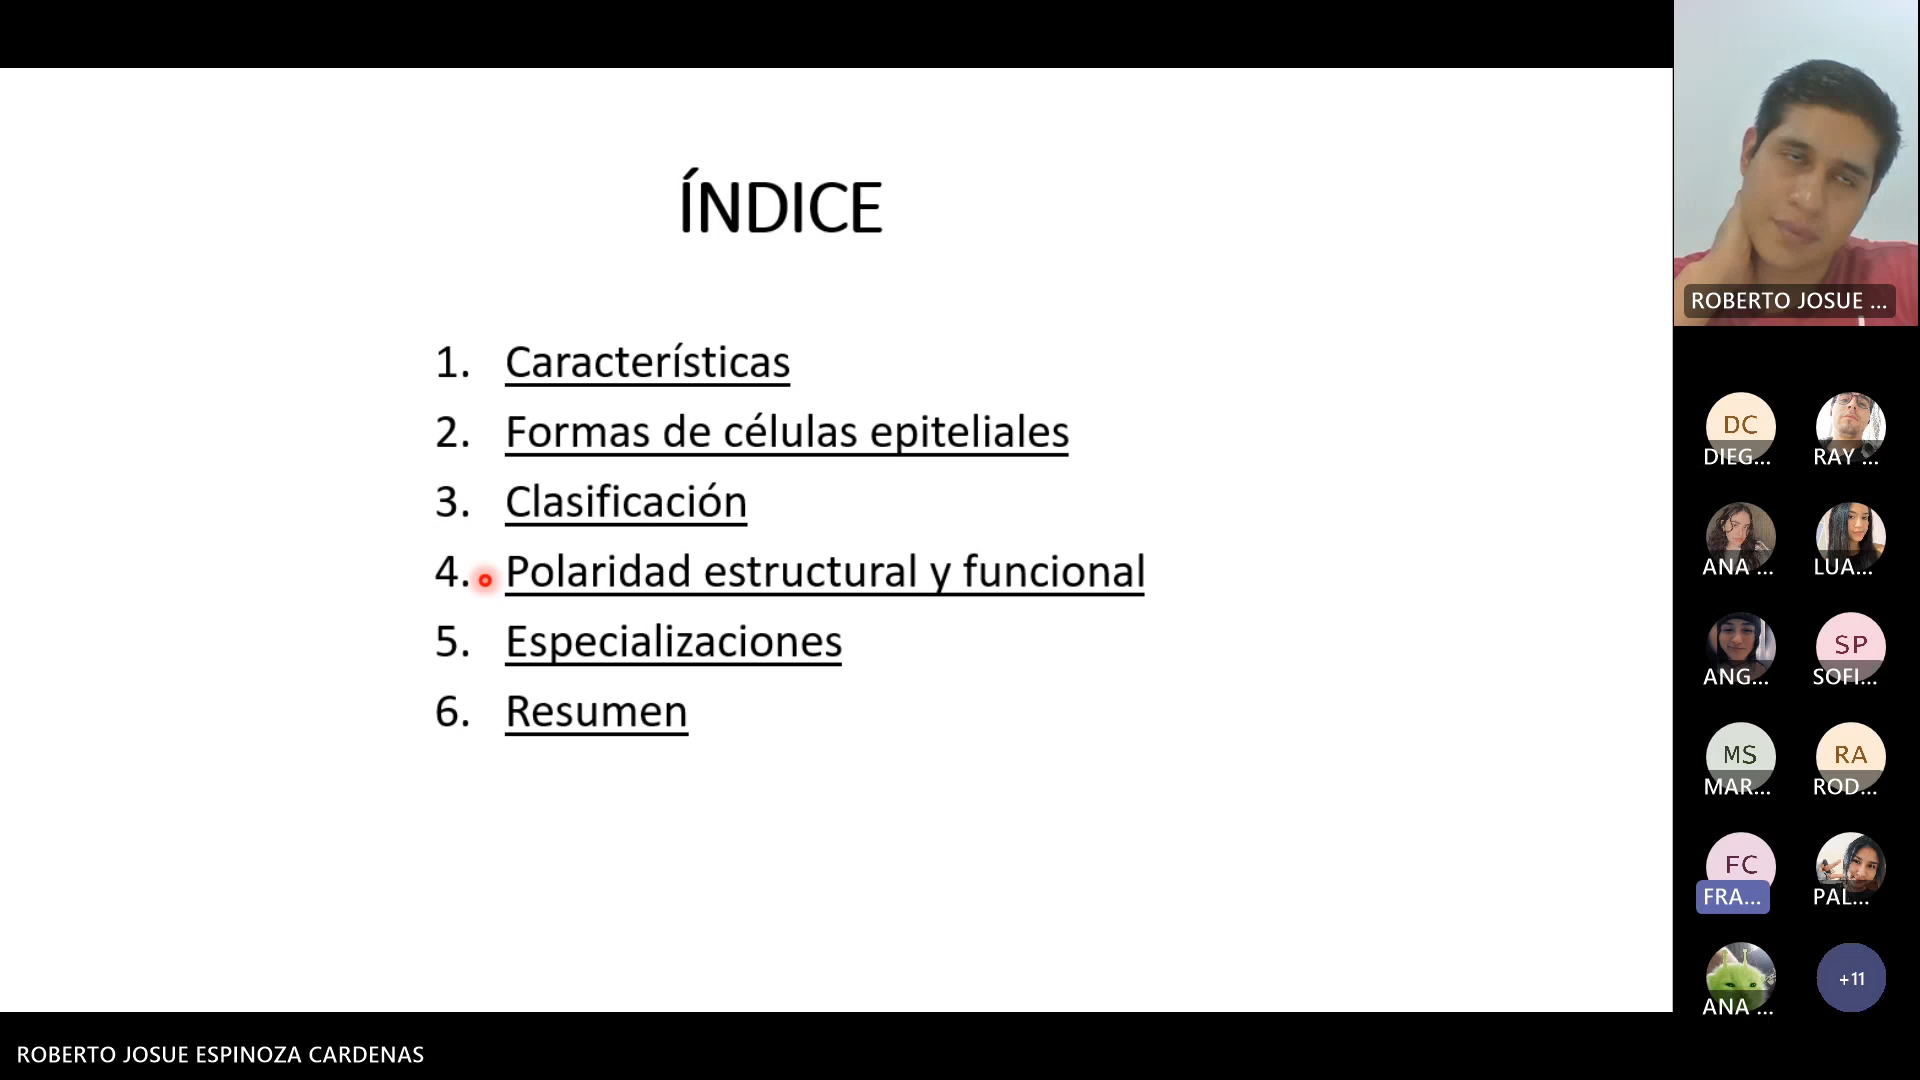 ÍNDICE
1. Características
2. Formas de células epiteliales
3. Clasificación
4. Polaridad estructural y funcional
5. Especializaciones
6. Resumen
ROBERTO JOSUE ...
DC
DIEG...
RAY ...
ANA ...
LUA...
ANG...
SP
SOFI...
MS
MAR...
RA
ROD...
FC
FRA...
PAL...
ANA ...
+11
ROBERTO JOSUE ESPINOZA CARDENAS